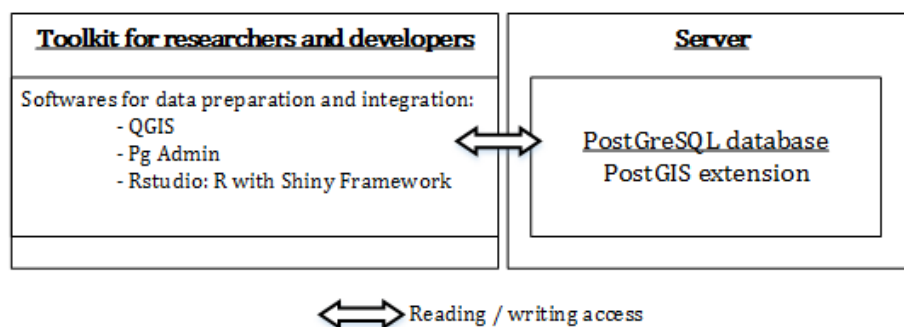 Toolkit for researchers and developers
Softwares for data preparation and integration:
- QGIS
- Pg Admin
- Rstudio: R with Shiny Framework
Server
PostGreSQL database
PostGIS extension
Reading / writing access